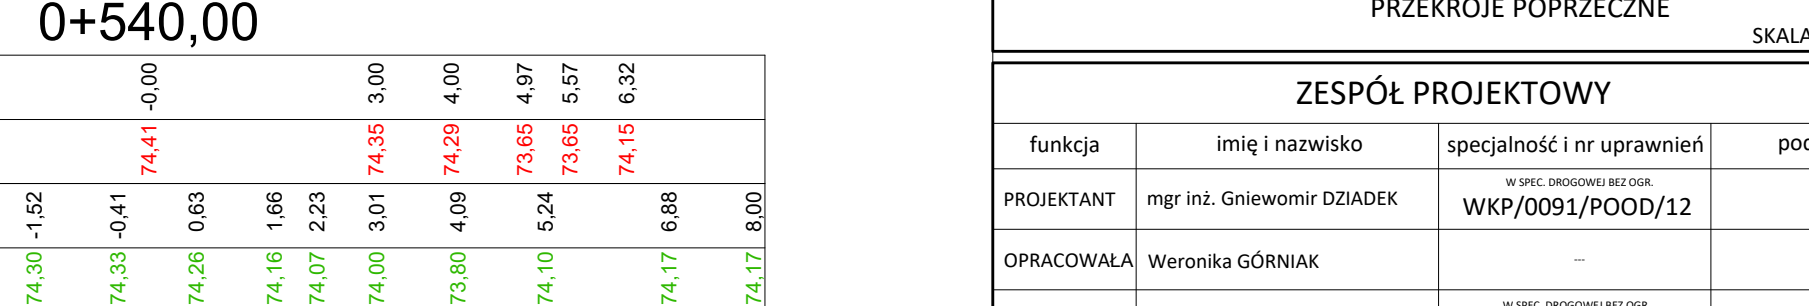 0+540,00
-0,00 3,00 4,00 4,97 5,57 6,32
74,41 74,35 74,29 73,65 73,65 74,15
-1,52 -0,41 0,63 1,66 2,23 3,01 4,09 5,24 6,88 8,00
74,30 74,33 74,26 74,16 74,07 74,00 73,80 74,10 74,17 74,17
PRZEKROJE POPRZECZNE
SKALA
ZESPÓŁ PROJEKTOWY
funkcja imię i nazwisko specjalność i nr uprawnień
PROJEKTANT mgr inż. Gniewomir DZIADEK W SPEC. DROGOWEJ BEZ OGR.
WKP/0091/POOD/12
OPRACOWAŁA Weronika GÓRNIAK ---
W SPEC. DROGOWEJ BEZ OGR.